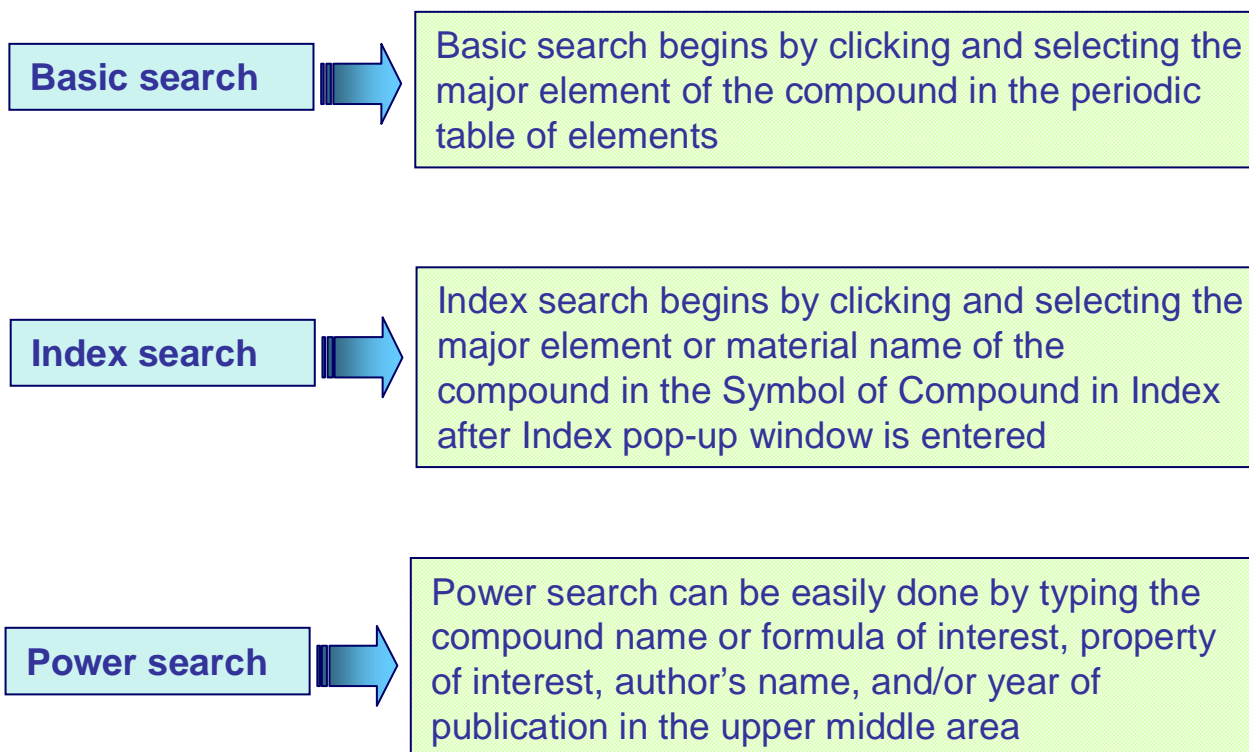 Basic search
Basic search begins by clicking and selecting the
major element of the compound in the periodic
table of elements
Index search
Index search begins by clicking and selecting the
major element or material name of the
compound in the Symbol of Compound in Index
after Index pop-up window is entered
Power search
Power search can be easily done by typing the
compound name or formula of interest, property
of interest, author’s name, and/or year of
publication in the upper middle area